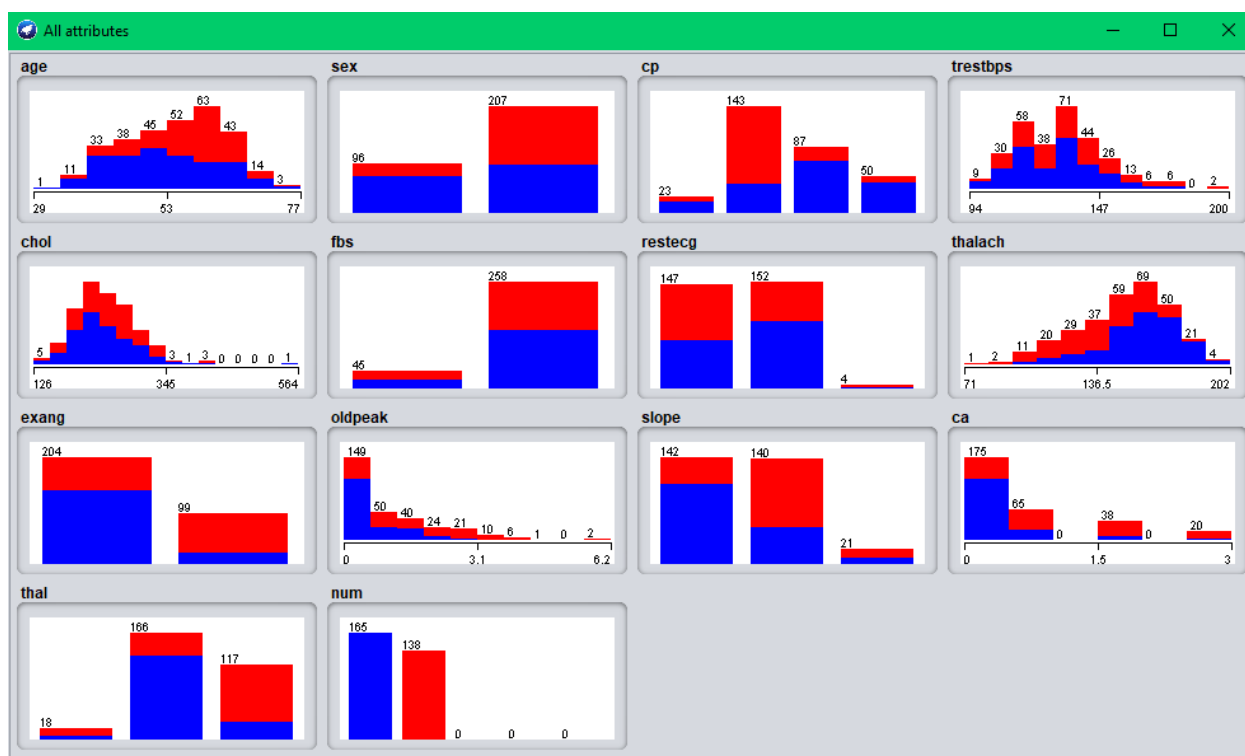 All attributes
age sex cp trestbps
1 11 33 38 45 52 63 43 14 3
29 53 77
96 207
23 143 87 50
9 30 58 38 71 44 26 13 6 6 0 2
94 147 200
chol fbs restecg thalach
5 3 1 3 0 0 0 0 1
126 345 564
45 258
147 152 4
1 2 11 20 29 37 59 69 50 21 4
71 136.5 202
exang oldpeak slope ca
204 99
149 50 40 24 21 10 6 1 0 2
0 3.1 6.2
142 140 21
175 65 0 38 0 20
0 1.5 3
thal num
18 166 117
165 138 0 0 0